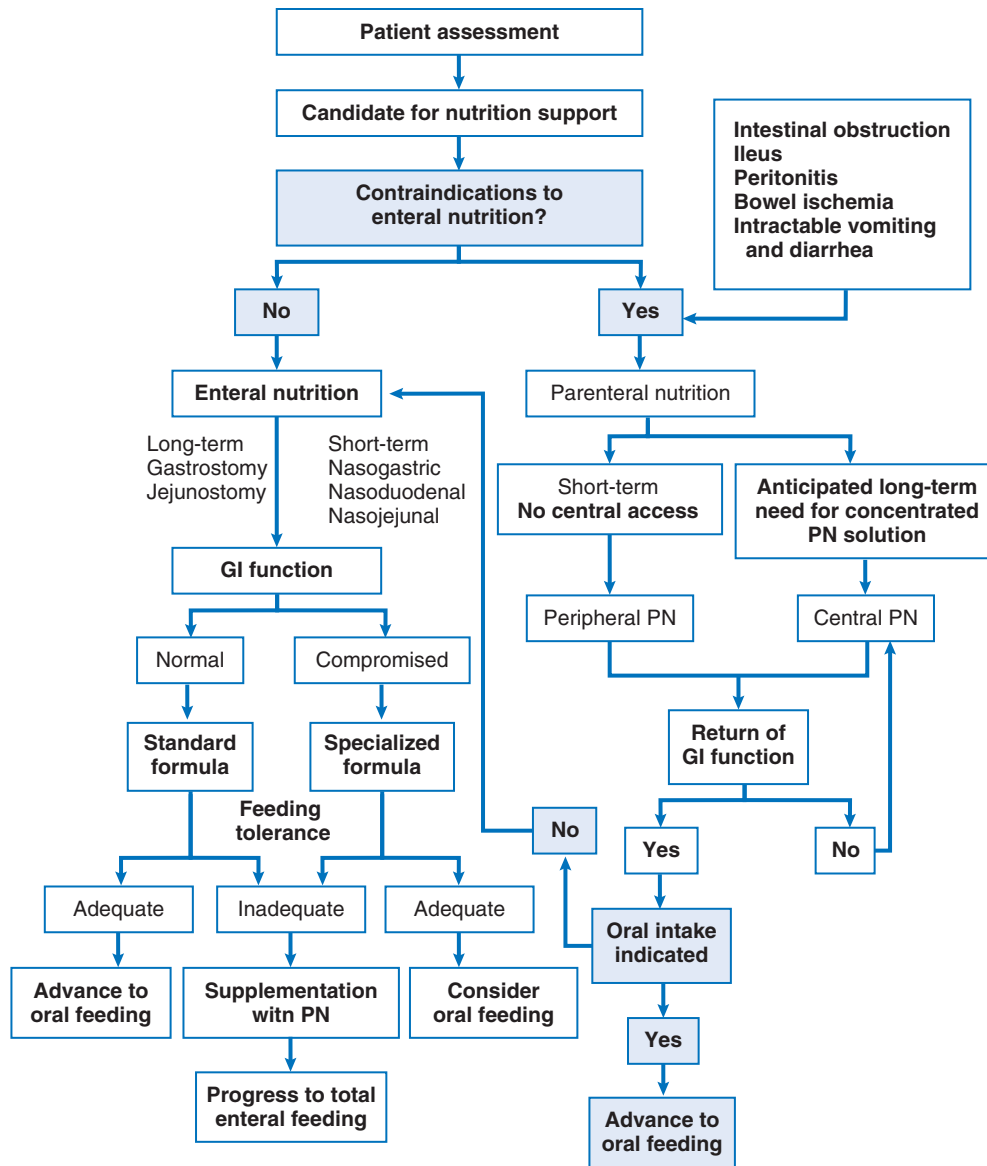 Patient assessment
Candidate for nutrition support
Contraindications to
enteral nutrition?
Intestinal obstruction
Ileus
Peritonitis
Bowel ischemia
Intractable vomiting
and diarrhea
No
Yes
Enteral nutrition
Long-term
Gastrostomy
Jejunostomy
Short-term
Nasogastric
Nasoduodenal
Nasojejunal
GI function
Normal
Compromised
Standard
formula
Specialized
formula
Feeding
tolerance
Adequate
Inadequate
Adequate
Advance to
oral feeding
Supplementation
witn PN
Consider
oral feeding
Progress to total
enteral feeding
Parenteral nutrition
Short-term
No central access
Anticipated long-term
need for concentrated
PN solution
Peripheral PN
Central PN
Return of
GI function
Yes
No
No
Oral intake
indicated
Yes
Advance to
oral feeding